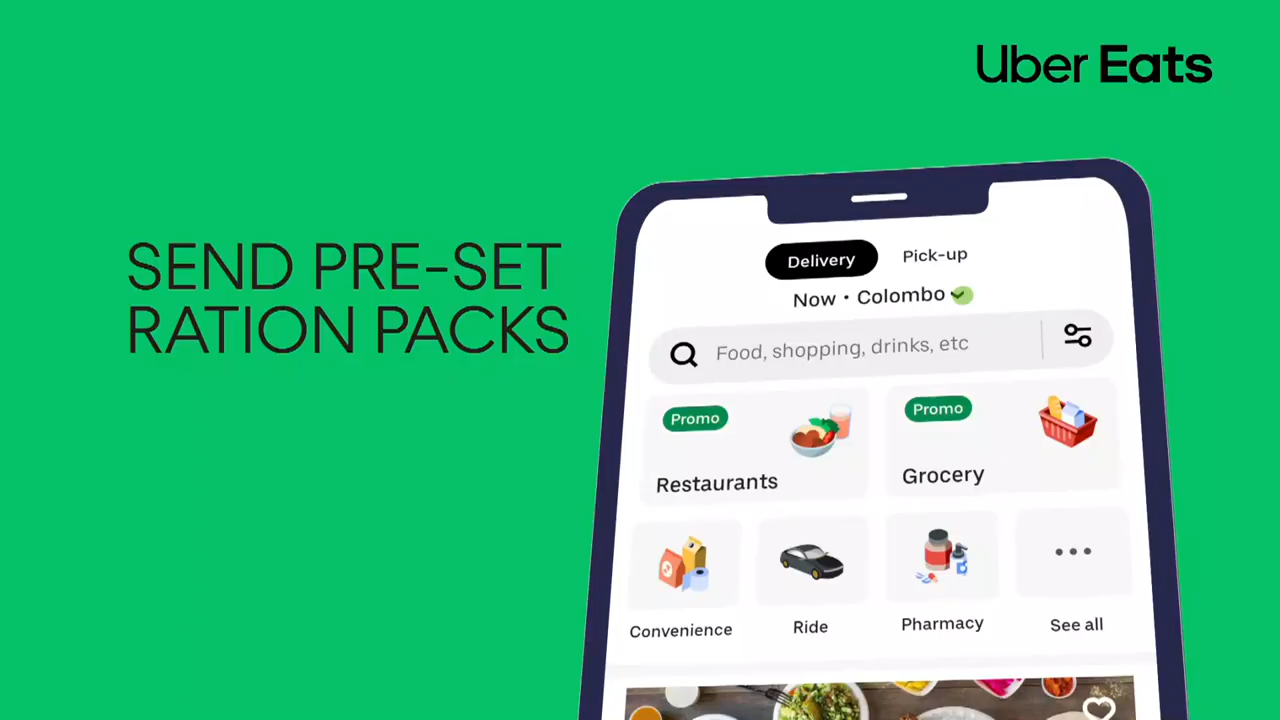 Uber Eats
SEND PRE-SET
RATION PACKS
Delivery
Pick-up
Now • Colombo
Food, shopping, drinks, etc
Promo
Promo
Restaurants
Grocery
Convenience
Ride
Pharmacy
See all